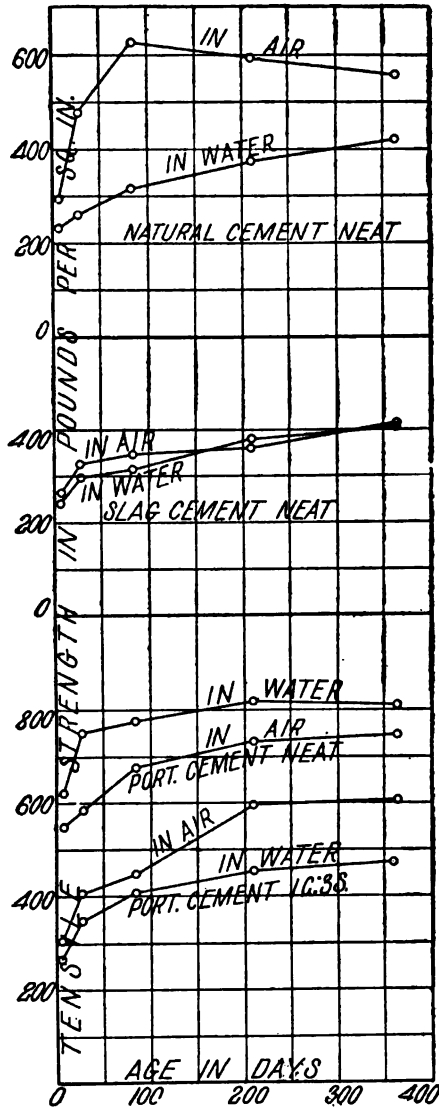 TENSILE STRENGTH IN POUNDS PER SQ. IN.
600
400
200
0
IN AIR
IN WATER
NATURAL CEMENT NEAT
400
200
0
IN AIR
IN WATER
SLAG CEMENT NEAT
800
600
400
200
IN WATER
IN AIR
PORT. CEMENT NEAT
IN AIR
IN WATER
PORT. CEMENT 1C:3S.
AGE IN DAYS
0 100 200 300 400